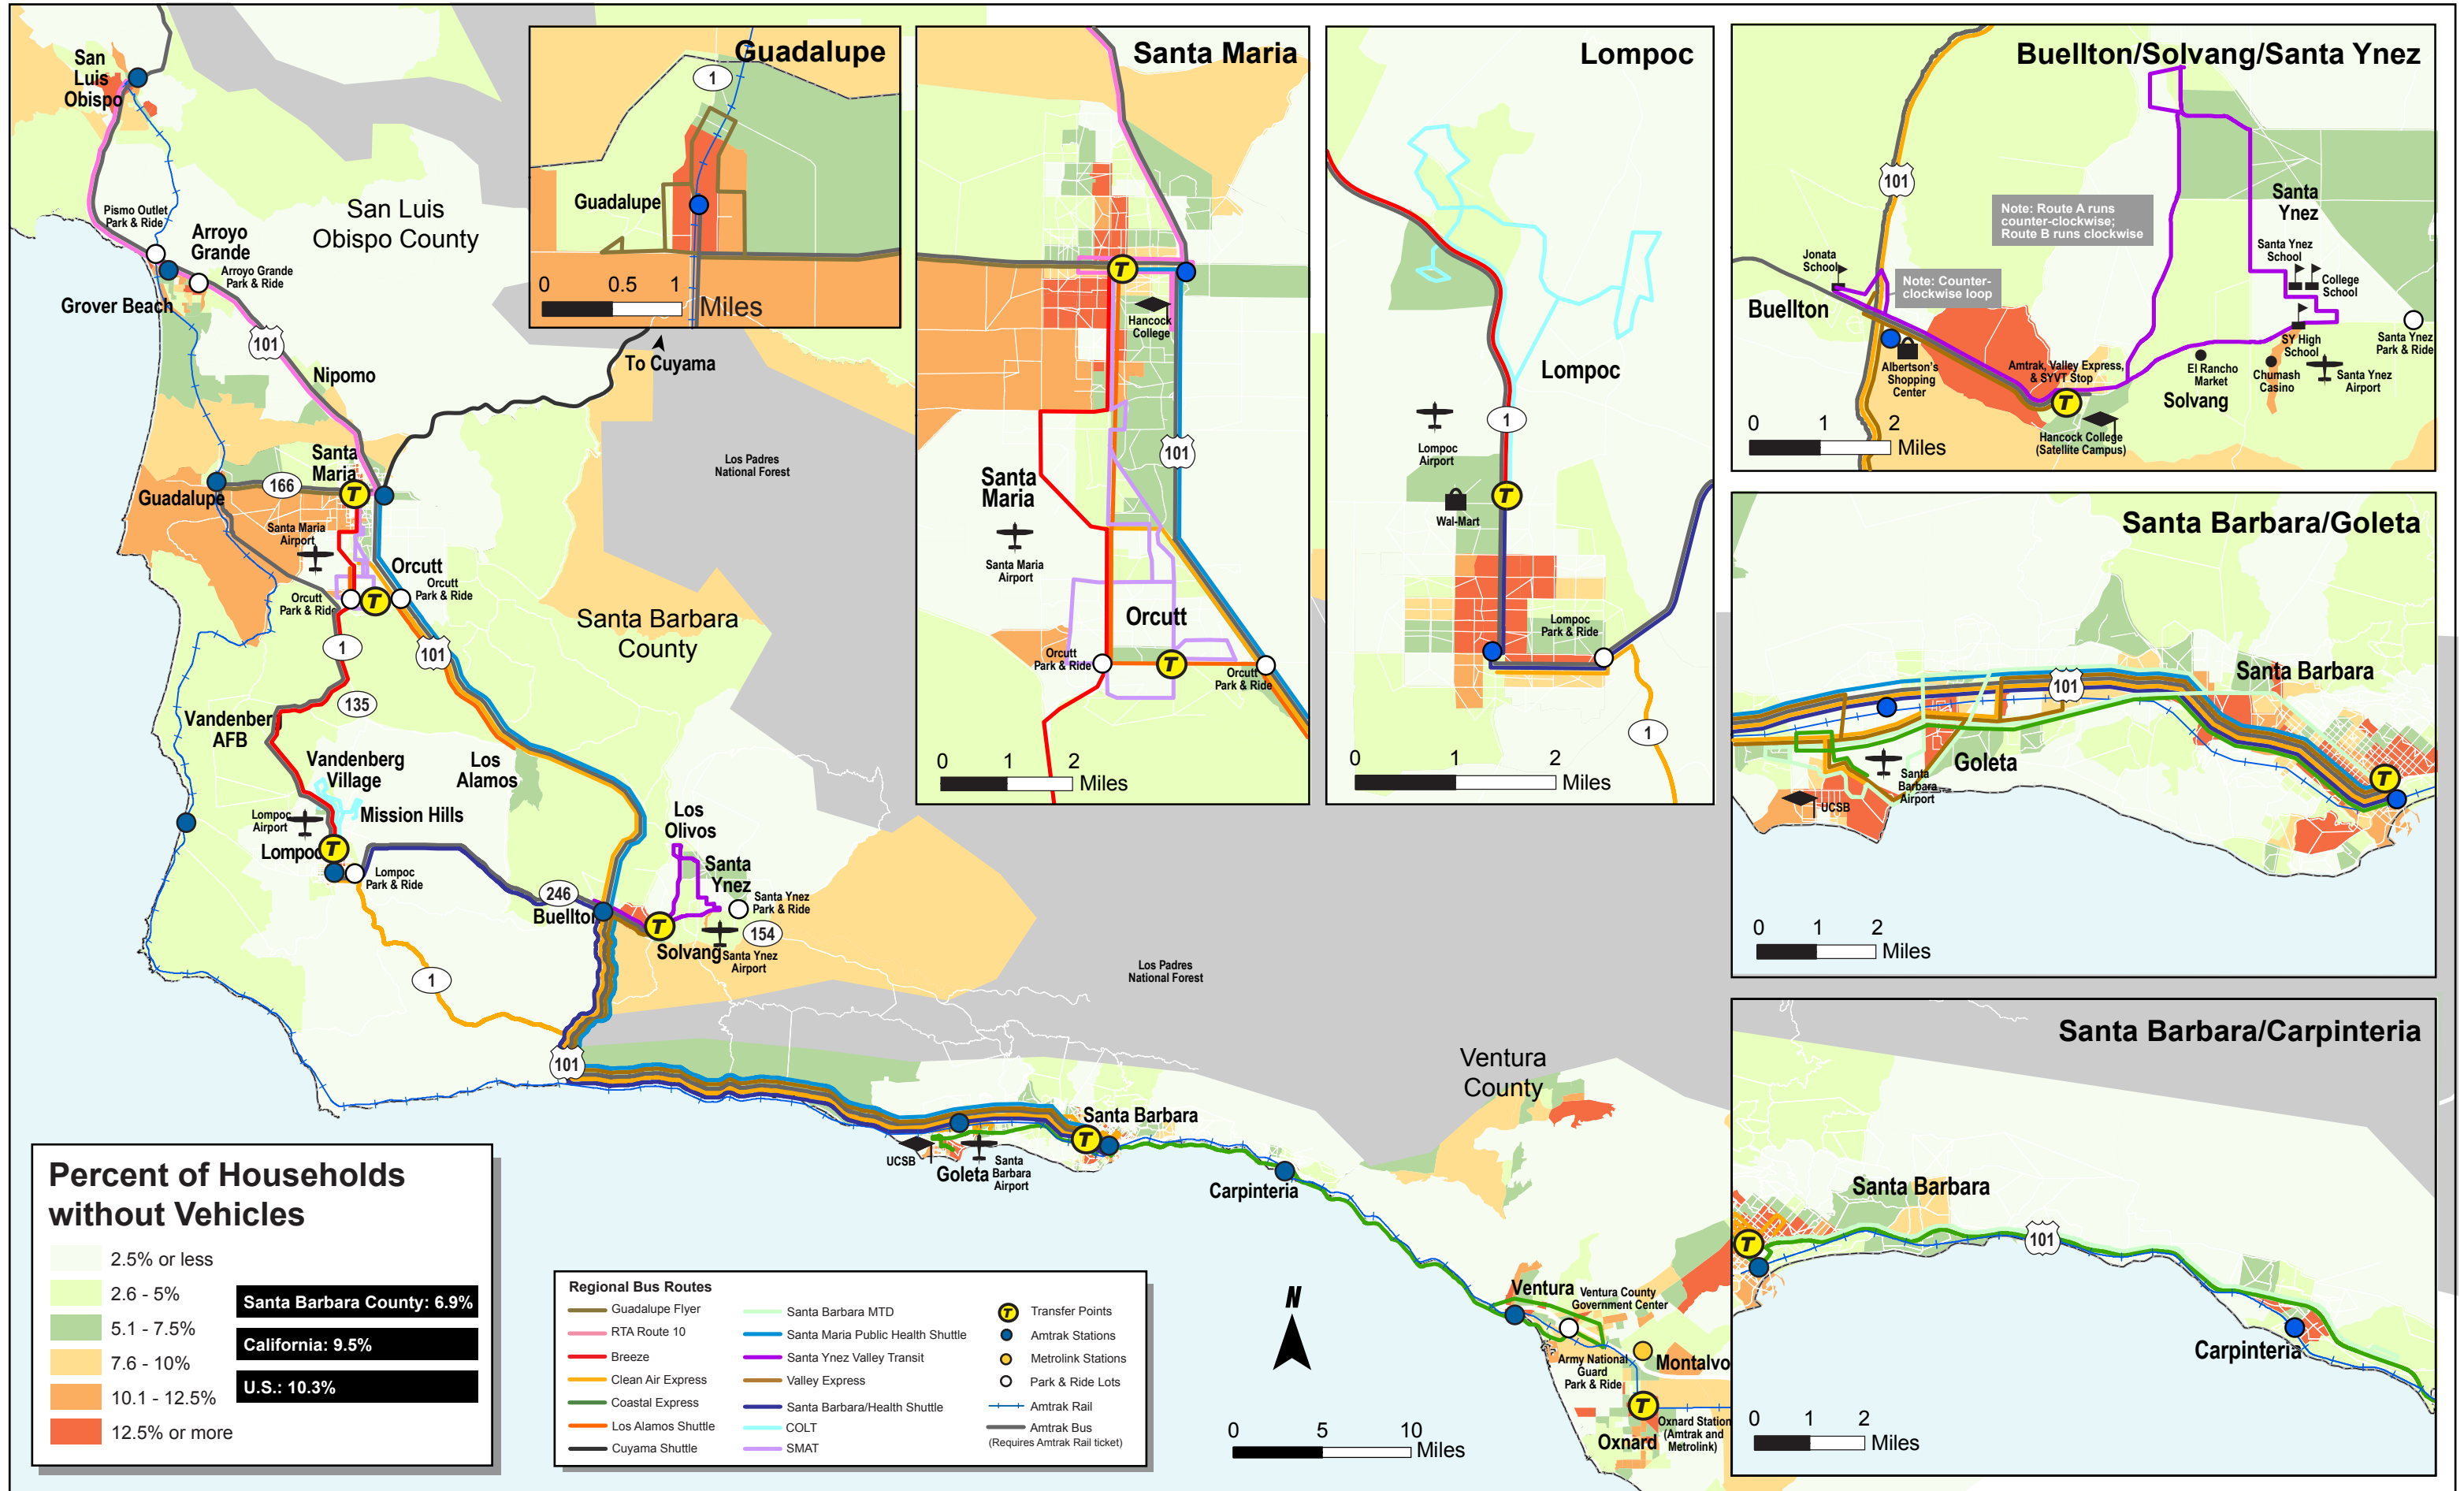 San
Luis
Obispo
Pismo Outlet
Park & Ride
Arroyo
Grande
Arroyo Grande
Park & Ride
Grover Beach
San Luis
Obispo County
101
Nipomo
To Cuyama
Santa
Maria
166
Guadalupe
Santa Maria
Airport
T
Orcutt
Orcutt
Park & Ride
Orcutt
Park & Ride
T
1
101
135
Los Padres
National Forest
Santa Barbara
County
Vandenberg
AFB
Vandenberg
Village
Los
Alamos
Mission Hills
Lompoc
Airport
Lompoc
T
Lompoc
Park & Ride
Los
Olivos
Santa
Ynez
Santa Ynez
Park & Ride
246
Buellton
T
154
Solvang
Santa Ynez
Airport
1
101
Los Padres
National Forest
Ventura
County
Santa Barbara
T
UCSB
Goleta
Santa
Barbara
Airport
Carpinteria
Ventura
Ventura County
Government Center
Army National
Guard
Park & Ride
Montalvo
T
Oxnard
Oxnard Station
(Amtrak and
Metrolink)
N
0 5 10
Miles
Guadalupe
1
Guadalupe
0 0.5 1
Miles
Santa Maria
T
Hancock
College
101
Santa
Maria
Santa Maria
Airport
Orcutt
Orcutt
Park & Ride
T
Orcutt
Park & Ride
0 1 2
Miles
Lompoc
Lompoc
1
Lompoc
Airport
T
Wal-Mart
Lompoc
Park & Ride
1
0 1 2
Miles
Buellton/Solvang/Santa Ynez
101
Note: Route A runs
counter-clockwise;
Route B runs clockwise
Santa
Ynez
Santa Ynez
School
College
School
Jonata
School
Note: Counter-
clockwise loop
Buellton
SY High
School
Santa Ynez
Park & Ride
Albertson's
Shopping
Center
Amtrak, Valley Express,
& SYVT Stop
T
El Rancho
Market
Chumash
Casino
Santa Ynez
Airport
Solvang
Hancock College
(Satellite Campus)
0 1 2
Miles
Santa Barbara/Goleta
101
Santa Barbara
Goleta
Santa
Barbara
Airport
UCSB
T
0 1 2
Miles
Santa Barbara/Carpinteria
Santa Barbara
T
101
Carpinteria
0 1 2
Miles
Percent of Households
without Vehicles
2.5% or less
2.6 - 5%
5.1 - 7.5%
7.6 - 10%
10.1 - 12.5%
12.5% or more
Santa Barbara County: 6.9%
California: 9.5%
U.S.: 10.3%
Regional Bus Routes
Guadalupe Flyer
RTA Route 10
Breeze
Clean Air Express
Coastal Express
Los Alamos Shuttle
Cuyama Shuttle
Santa Barbara MTD
Santa Maria Public Health Shuttle
Santa Ynez Valley Transit
Valley Express
Santa Barbara/Health Shuttle
COLT
SMAT
T Transfer Points
Amtrak Stations
Metrolink Stations
Park & Ride Lots
Amtrak Rail
Amtrak Bus
(Requires Amtrak Rail ticket)